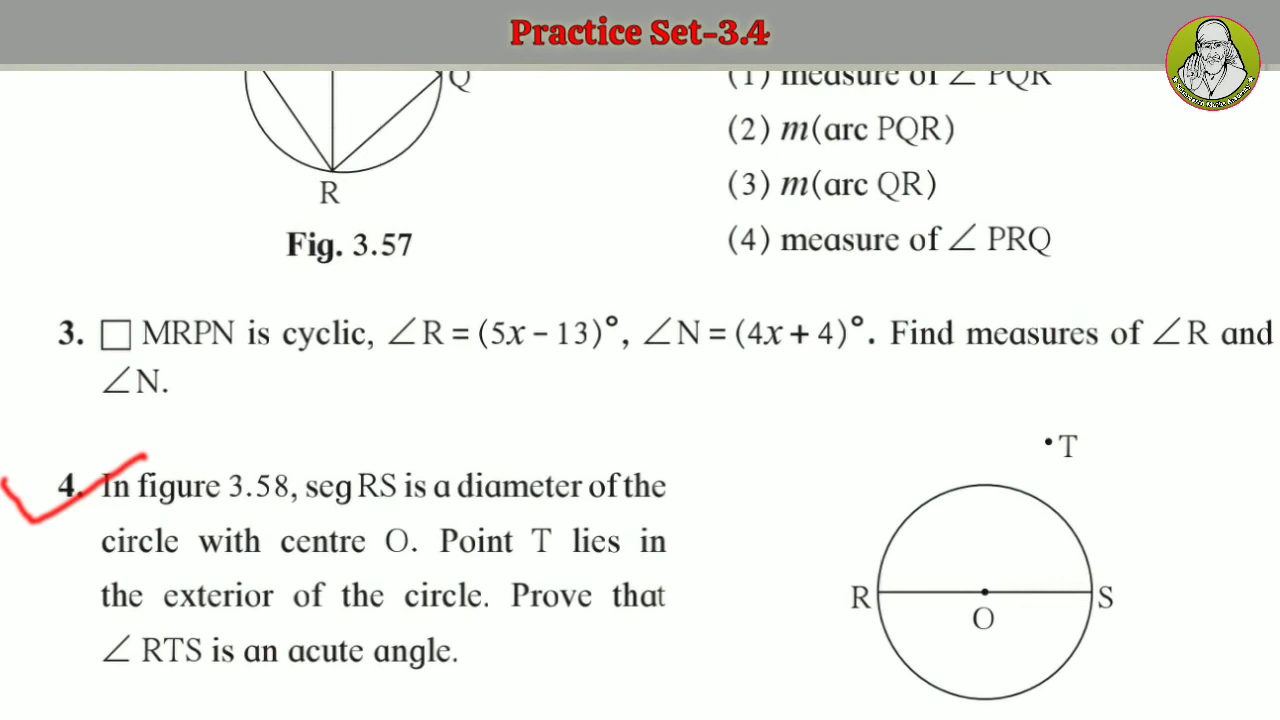 Practice Set-3.4
Q
(1) measure of ∠ PQR
(2) m(arc PQR)
R
(3) m(arc QR)
Fig. 3.57
(4) measure of ∠ PRQ
3. □ MRPN is cyclic, ∠R = (5x – 13)°, ∠N = (4x + 4)°. Find measures of ∠R and
∠N.
T
4. In figure 3.58, seg RS is a diameter of the
circle with centre O. Point T lies in
the exterior of the circle. Prove that
∠ RTS is an acute angle.
R
S
O